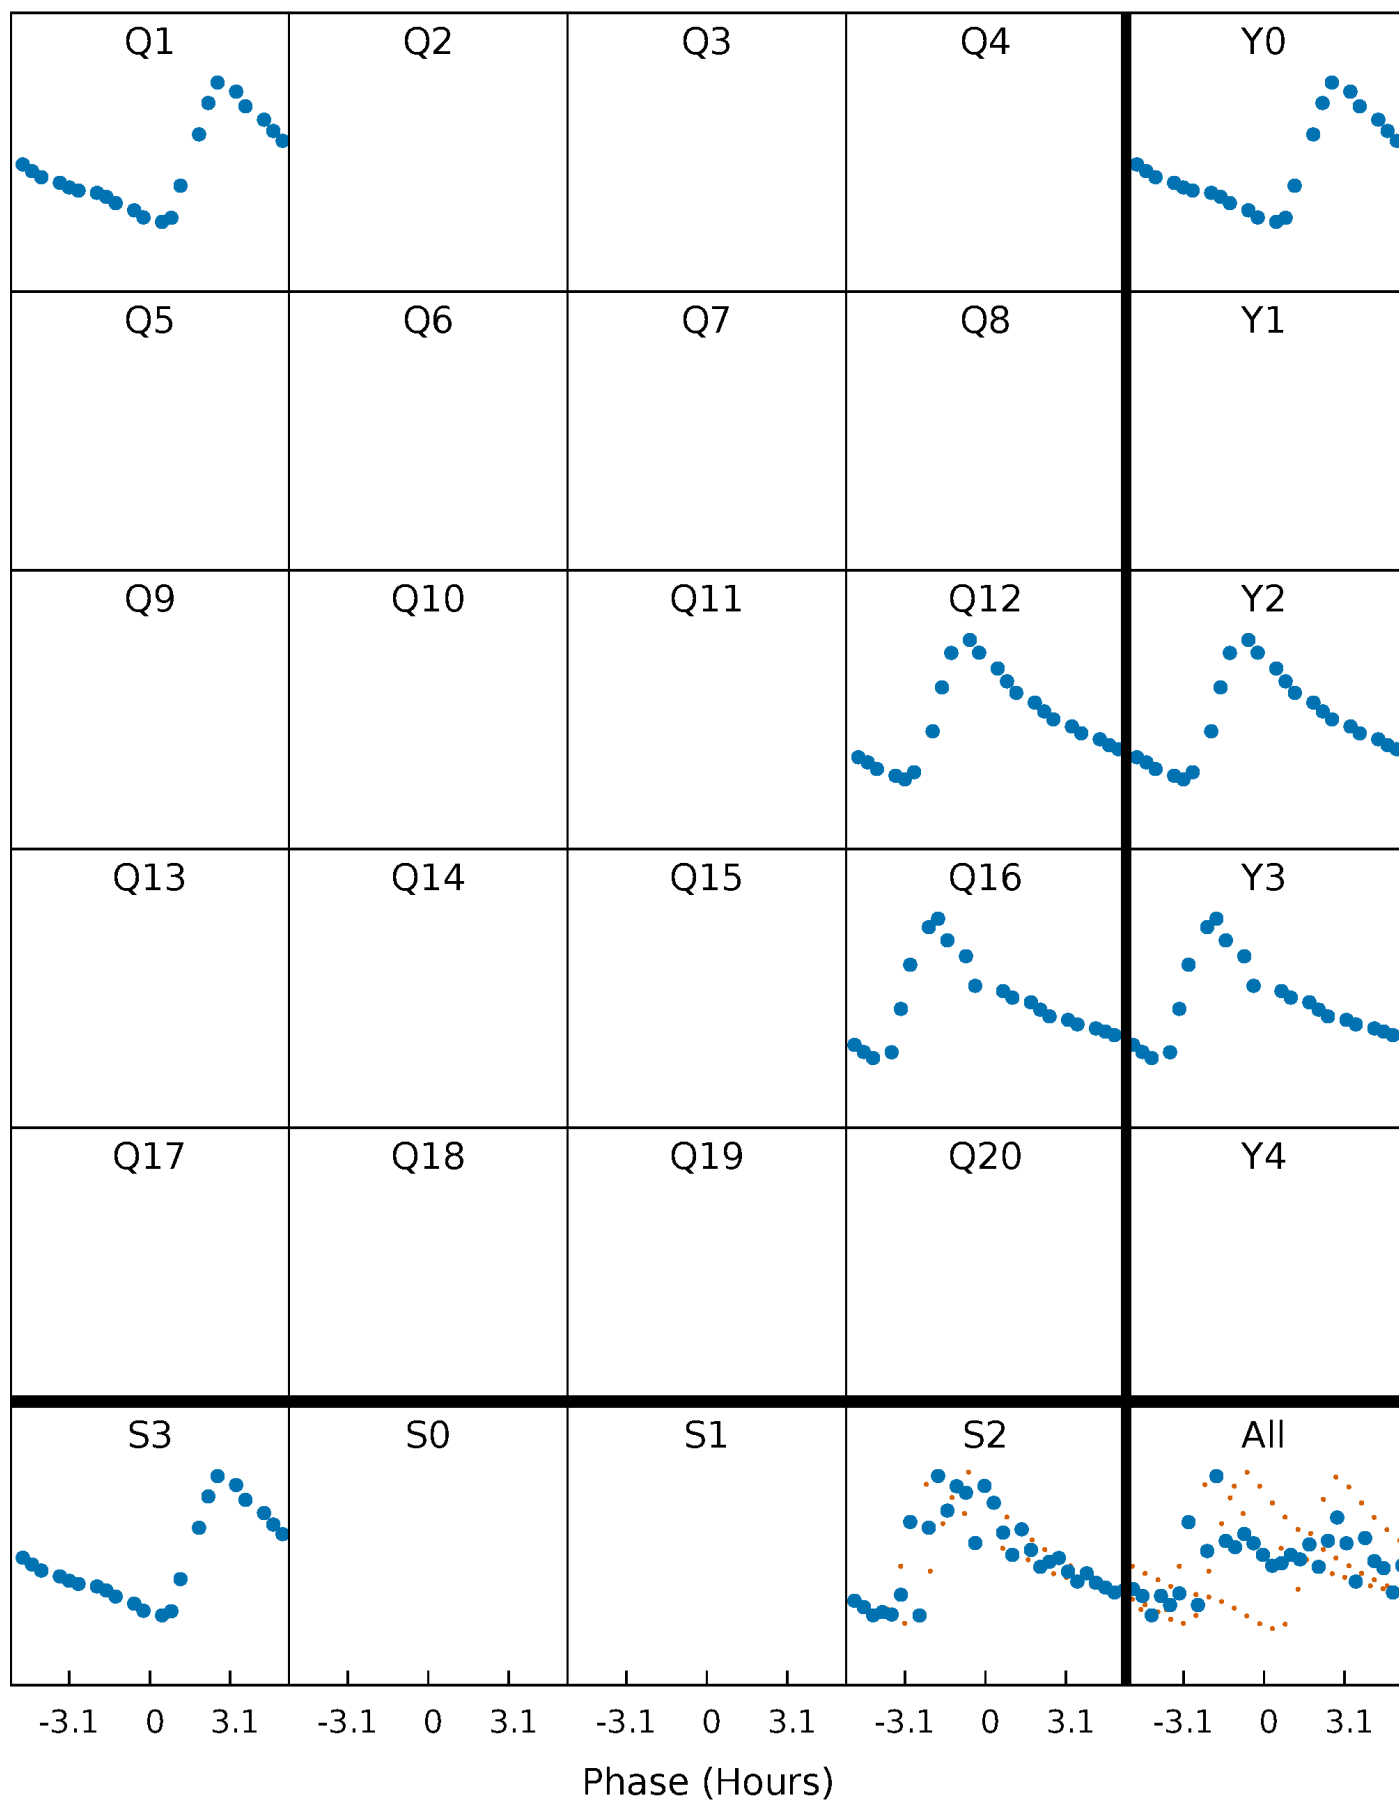 Q1 Q2 Q3 Q4 Y0
Q5 Q6 Q7 Q8 Y1
Q9 Q10 Q11 Q12 Y2
Q13 Q14 Q15 Q16 Y3
Q17 Q18 Q19 Q20 Y4
S3 S0 S1 S2 All
-3.1 0 3.1 -3.1 0 3.1 -3.1 0 3.1 -3.1 0 3.1 -3.1 0 3.1
Phase (Hours)